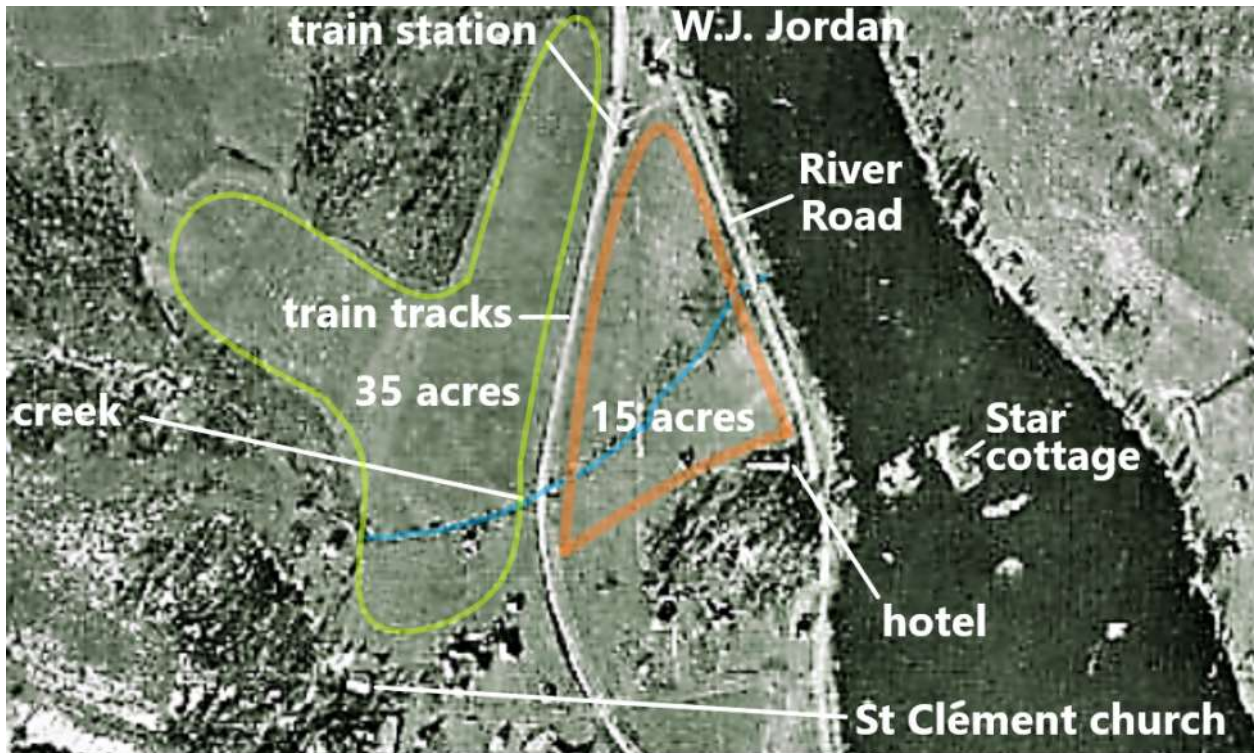 train station
W.J. Jordan
River
Road
train tracks
35 acres
creek
15 acres
Star
cottage
hotel
St Clément church